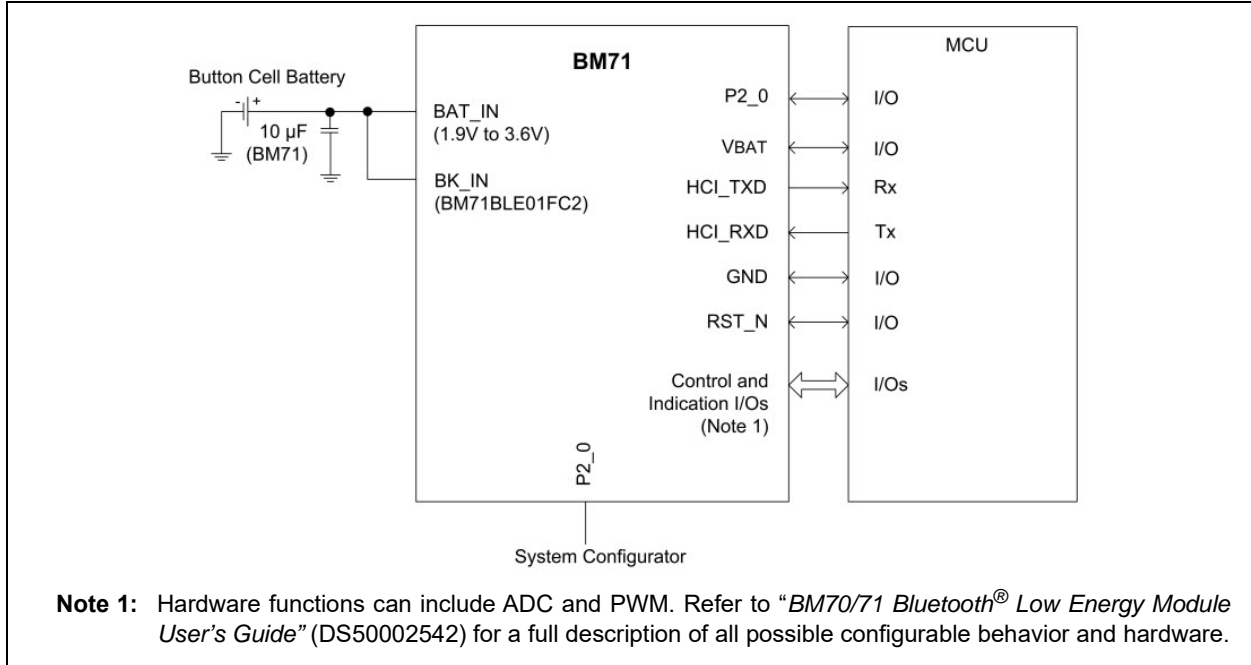 BM71
MCU
Button Cell Battery
- +
10 µF
(BM71)
BAT_IN
(1.9V to 3.6V)
BK_IN
(BM71BLE01FC2)
P2_0
I/O
VBAT
I/O
HCI_TXD
Rx
HCI_RXD
Tx
GND
I/O
RST_N
I/O
Control and
Indication I/Os
(Note 1)
I/Os
P2_0
System Configurator
Note 1: Hardware functions can include ADC and PWM. Refer to “BM70/71 Bluetooth® Low Energy Module
User’s Guide” (DS50002542) for a full description of all possible configurable behavior and hardware.